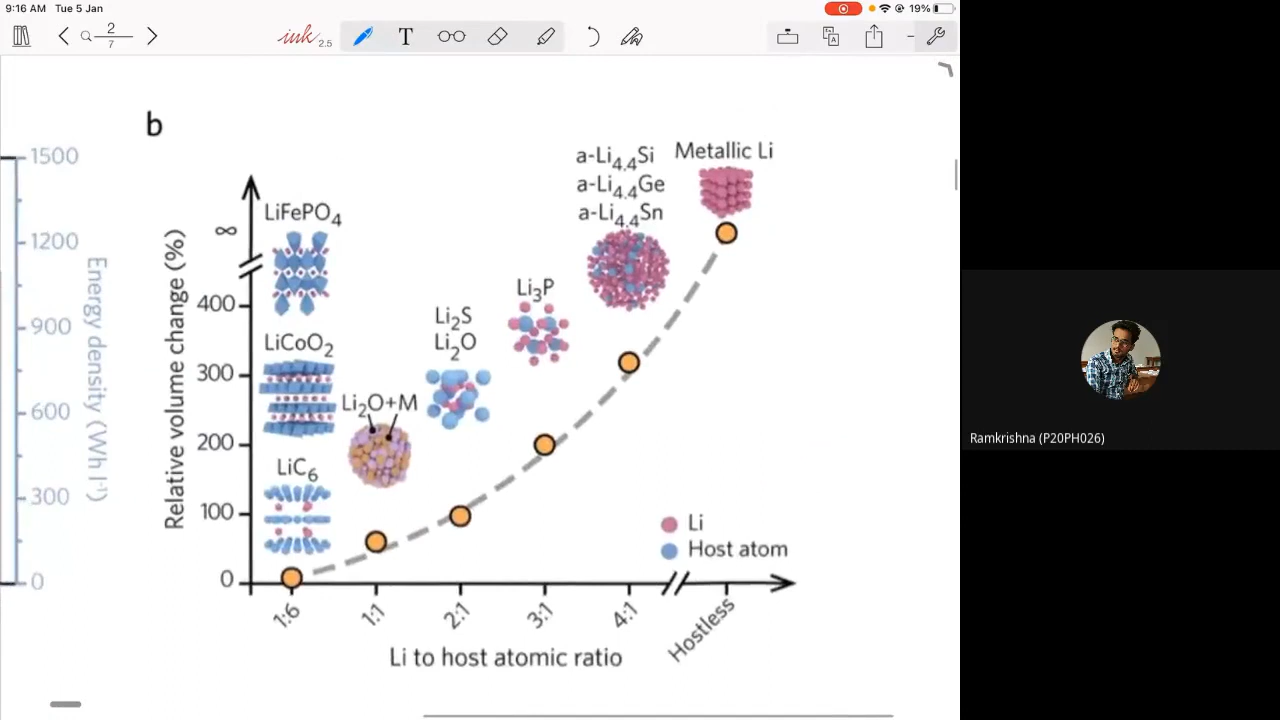 9:16 AM Tue 5 Jan
19%
2
7
ink 2.5
T
b
1500
1200
900
600
300
0
Energy density (Wh l⁻¹)
Relative volume change (%)
∞
400
300
200
100
0
LiFePO₄
LiCoO₂
LiC₆
Li₂O+M
Li₂S
Li₂O
Li₃P
a-Li₄.₄Si
a-Li₄.₄Ge
a-Li₄.₄Sn
Metallic Li
Li
Host atom
1:6
1:1
2:1
3:1
4:1
Hostless
Li to host atomic ratio
Ramkrishna (P20PH026)